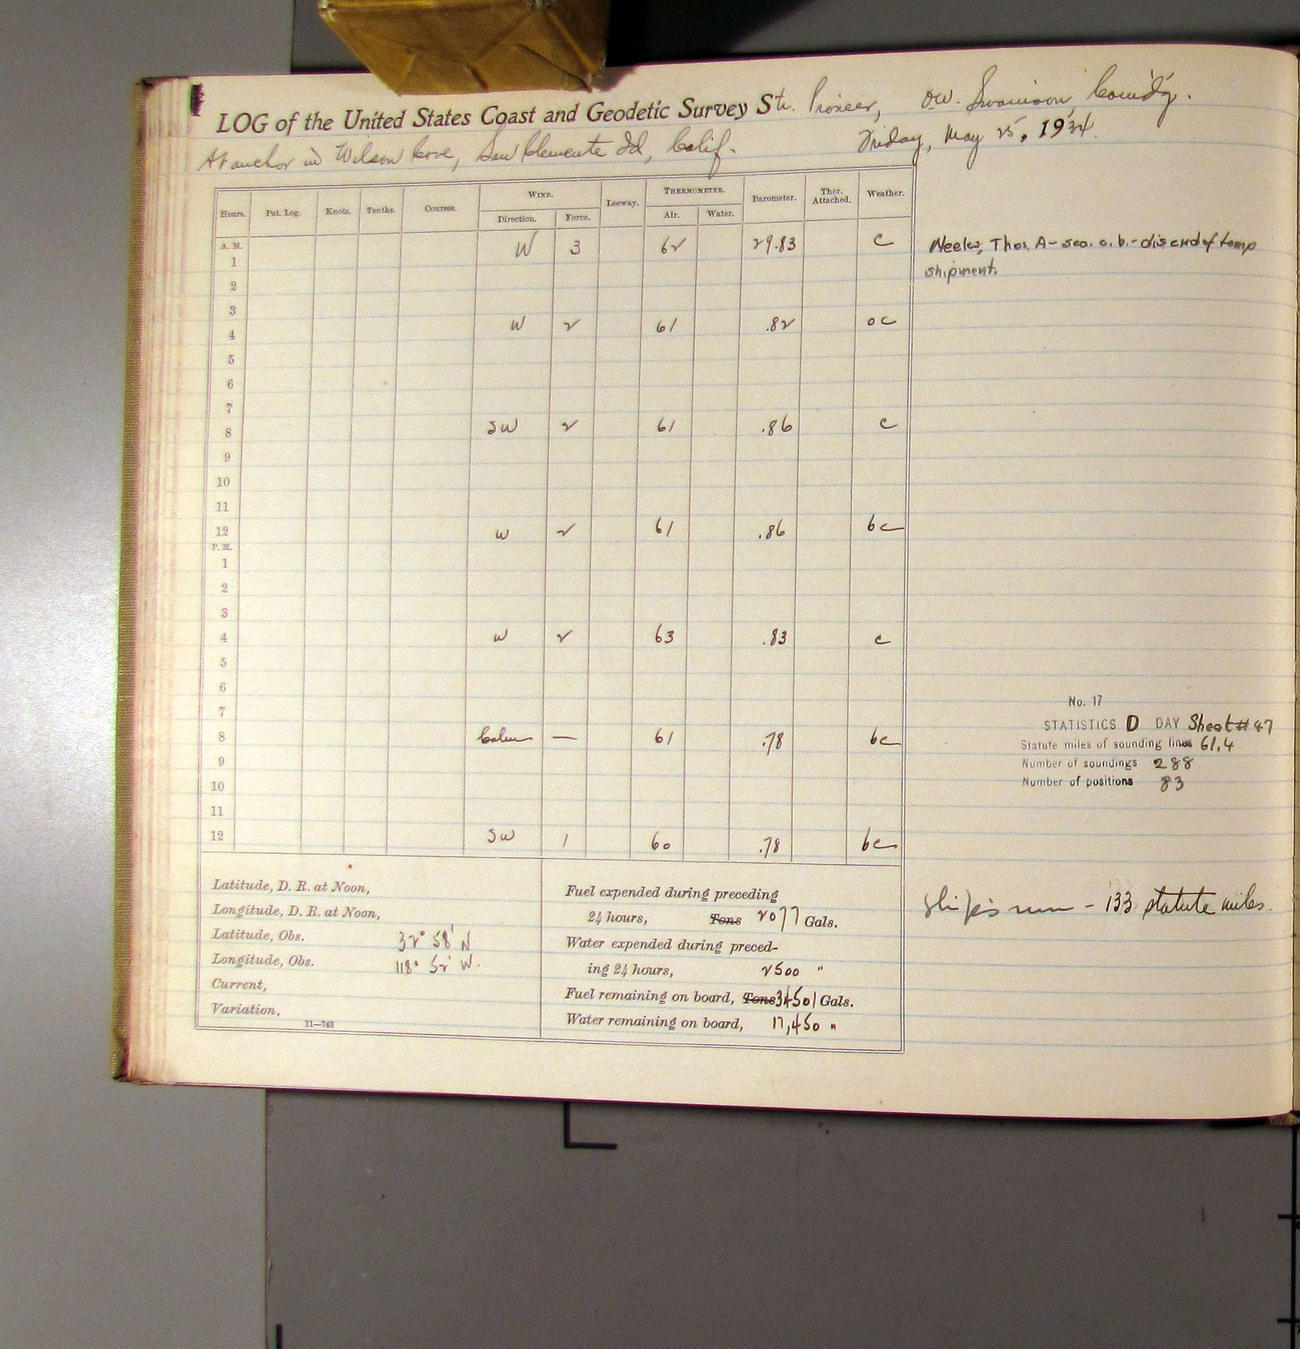 LOG of the United States Coast and Geodetic Survey Str. Pioneer, O.W. Swainson, Comd'g.
At anchor in Wilson Cove, San Clemente Id, Calif. Friday, May 25, 1934.
Hours. Pat. Log. Knots. Tenths. Courses. WIND. Leeway. THERMOMETER. Barometer. Ther. Attached. Weather.
Direction. Force. Air. Water.
A. M. W 3 62 29.83 c Weeks, Thos. A - sea. a. b. - disc end of temp
1 shipment.
2
3
4 W 2 61 .82 oc
5
6
7
8 SW 2 61 .86 c
9
10
11
12 W 2 61 .86 bc
P. M.
1
2
3
4 W 2 63 .83 c
5
6
7
8 Calm — 61 .78 bc
9
10
11
12 SW 1 60 .78 bc
No. 17
STATISTICS D DAY Sheet # 47
Statute miles of sounding lines 61.4
Number of soundings 288
Number of positions 83
Ship's run - 133 statute miles.
Latitude, D. R. at Noon,
Longitude, D. R. at Noon,
Latitude, Obs. 32° 58' N
Longitude, Obs. 118° 52' W.
Current,
Variation,
11—763
Fuel expended during preceding
24 hours, Tons 2077 Gals.
Water expended during preced-
ing 24 hours, 2500 "
Fuel remaining on board, Tons 34501 Gals.
Water remaining on board, 17,450 "